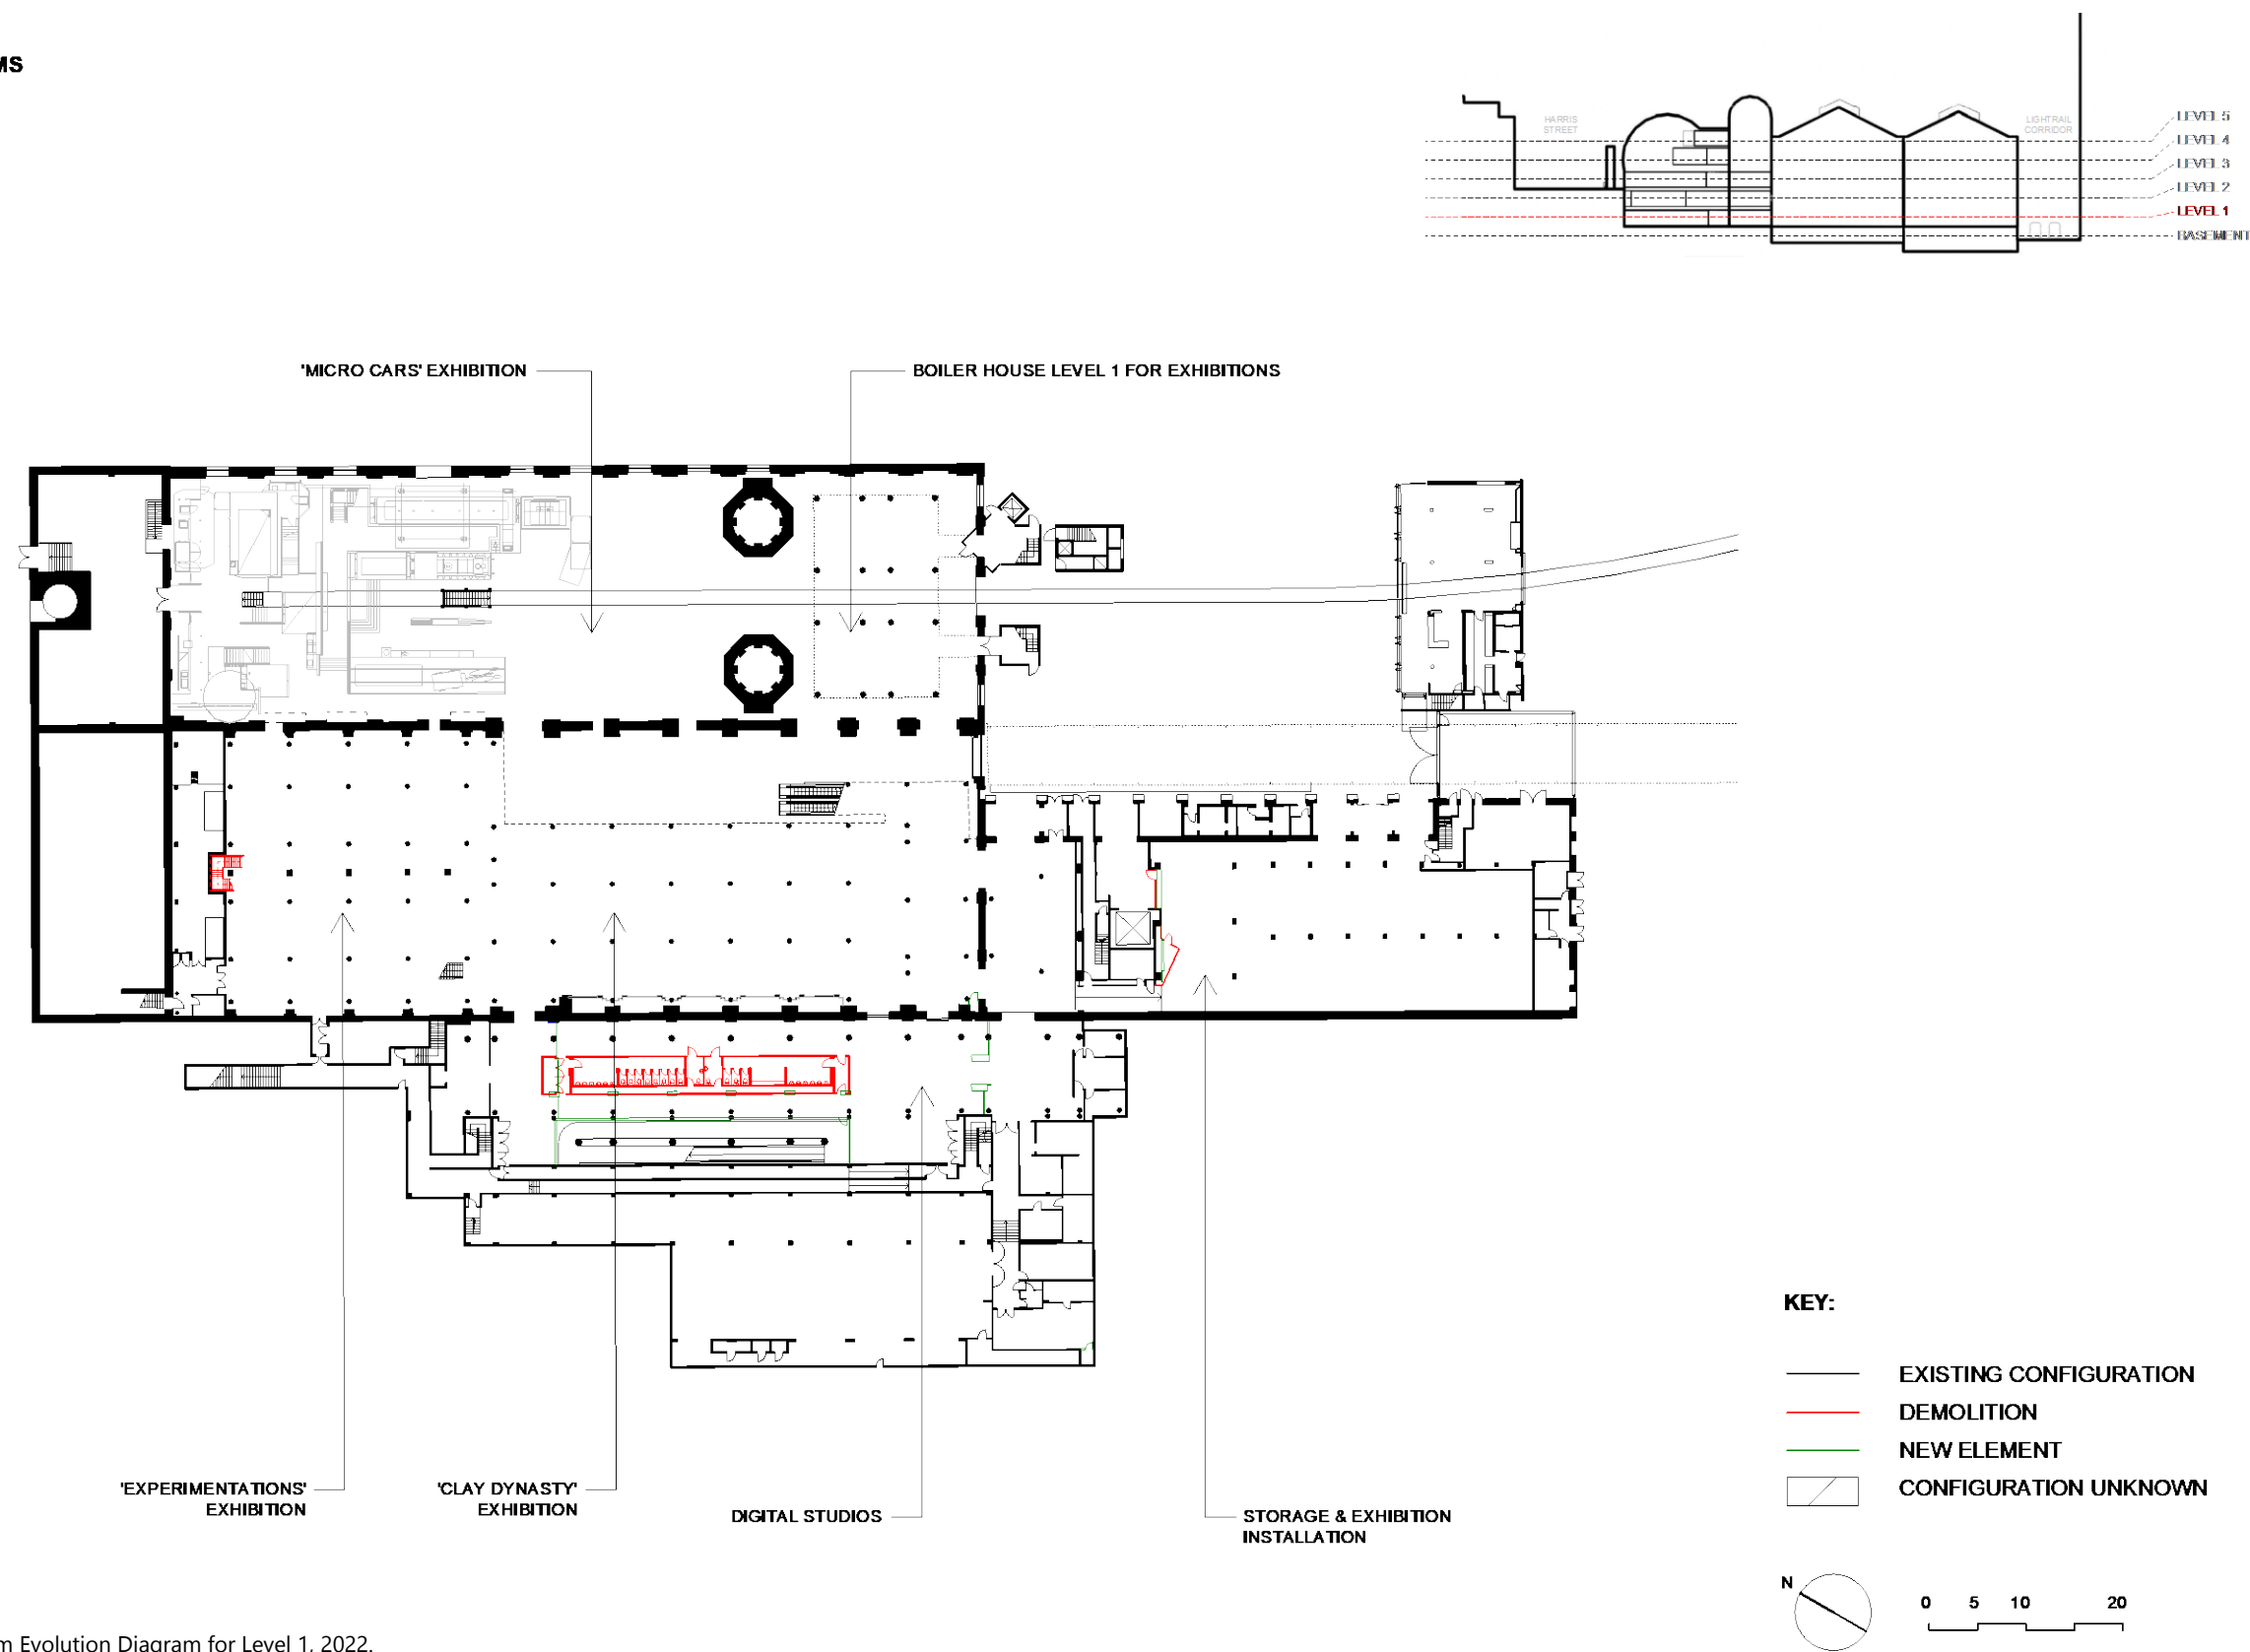 MS
HARRIS
STREET
LIGHTRAIL
CORRIDOR
LEVEL 5
LEVEL 4
LEVEL 3
LEVEL 2
LEVEL 1
BASEMENT
'MICRO CARS' EXHIBITION
BOILER HOUSE LEVEL 1 FOR EXHIBITIONS
'EXPERIMENTATIONS'
EXHIBITION
'CLAY DYNASTY'
EXHIBITION
DIGITAL STUDIOS
STORAGE & EXHIBITION
INSTALLATION
KEY:
EXISTING CONFIGURATION
DEMOLITION
NEW ELEMENT
CONFIGURATION UNKNOWN
N
0 5 10 20
m Evolution Diagram for Level 1, 2022.